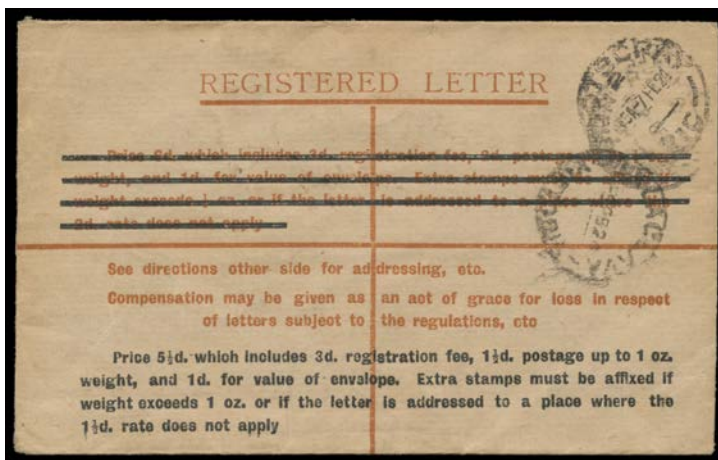 REGISTERED LETTER
Price 6d. which includes 3d. registration fee, 2d. postage
weight, and 1d. for value of envelope. Extra stamps must
weight exceeds ½ oz. or if the letter is addressed to a
2d. rate does not apply
See directions other side for addressing, etc.
Compensation may be given as an act of grace for loss in respect
of letters subject to the regulations, etc
Price 5½d. which includes 3d. registration fee, 1½d. postage up to 1 oz.
weight, and 1d. for value of envelope. Extra stamps must be affixed if
weight exceeds 1 oz. or if the letter is addressed to a place where the
1½d. rate does not apply